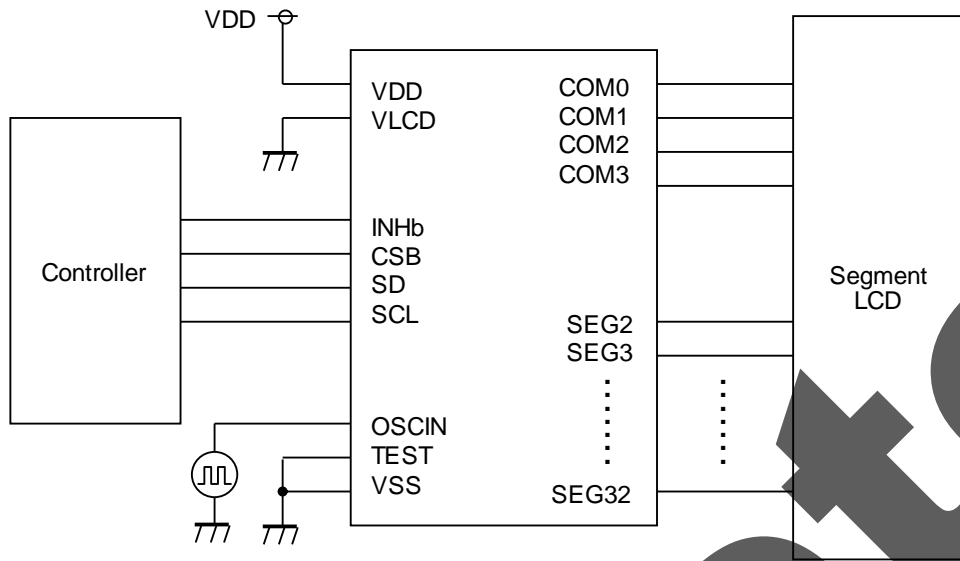 VDD
VDD
VLCD
INHb
CSB
SD
SCL
OSCIN
TEST
VSS
COM0
COM1
COM2
COM3
SEG2
SEG3
SEG32
Controller
Segment
LCD